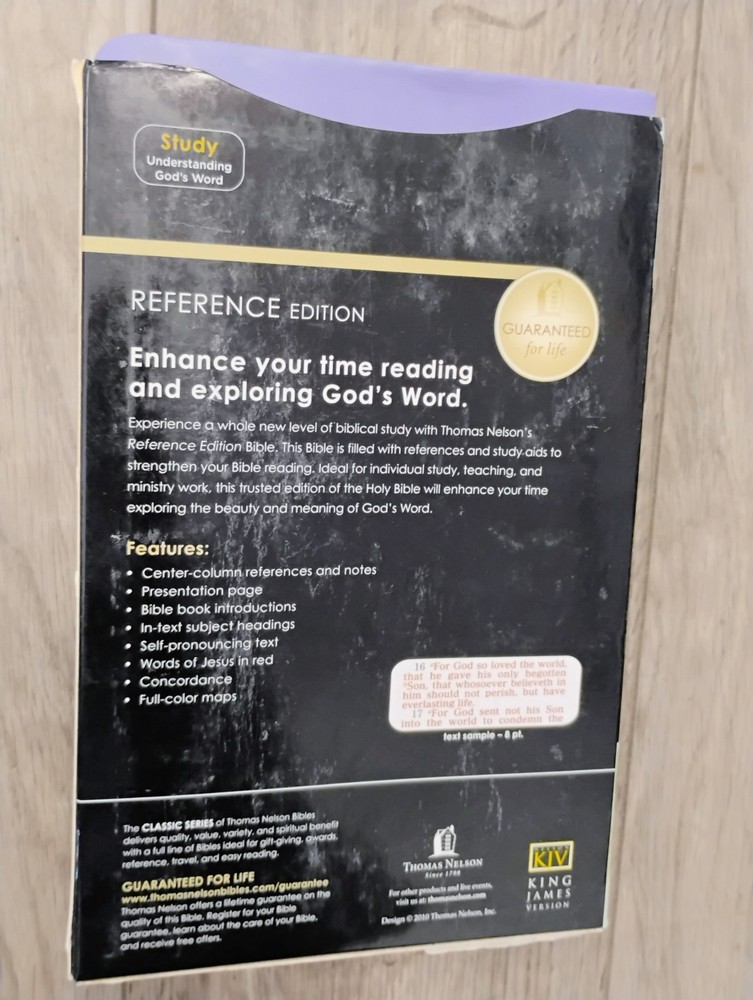 Study
Understanding
God's Word
REFERENCE EDITION
GUARANTEED
for life
Enhance your time reading
and exploring God's Word.
Experience a whole new level of biblical study with Thomas Nelson's
Reference Edition Bible. This Bible is filled with references and study aids to
strengthen your Bible reading. Ideal for individual study, teaching, and
ministry work, this trusted edition of the Holy Bible will enhance your time
exploring the beauty and meaning of God's Word.
Features:
• Center-column references and notes
• Presentation page
• Bible book introductions
• In-text subject headings
• Self-pronouncing text
• Words of Jesus in red
• Concordance
• Full-color maps
16 For God so loved the world,
that he gave his only begotten
Son, that whosoever believeth in
him should not perish, but have
everlasting life.
17 For God sent not his Son
into the world to condemn the
text sample – 8 pt.
The CLASSIC SERIES of Thomas Nelson Bibles
delivers quality, value, variety, and spiritual benefit
with a full line of Bibles ideal for gift-giving, awards,
reference, travel, and easy reading.
GUARANTEED FOR LIFE
www.thomasnelsonbibles.com/guarantee
Thomas Nelson offers a lifetime guarantee on the
quality of this Bible. Register for your Bible
guarantee, learn about the care of your Bible,
and receive free offers.
THOMAS NELSON
Since 1798
For other products and live events,
visit us at: thomasnelson.com
Design © 2010 Thomas Nelson, Inc.
KJV
KING
JAMES
VERSION